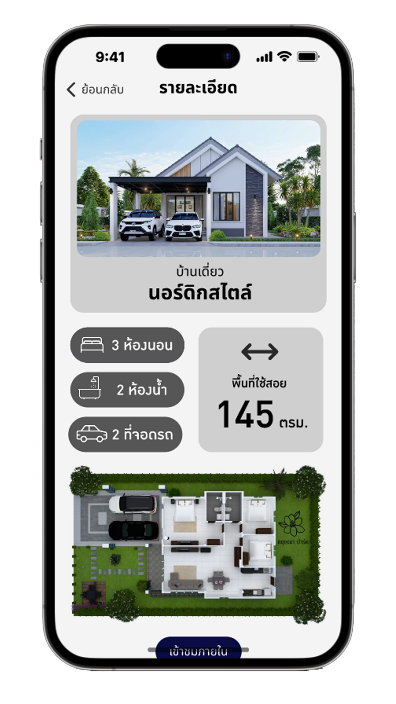 9:41
ย้อนกลับ
รายละเอียด
บ้านเดี่ยว
นอร์ดิกสไตล์
3 ห้องนอน
2 ห้องน้ำ
2 ที่จอดรถ
พื้นที่ใช้สอย
145 ตรม.
เข้าชมภายใน